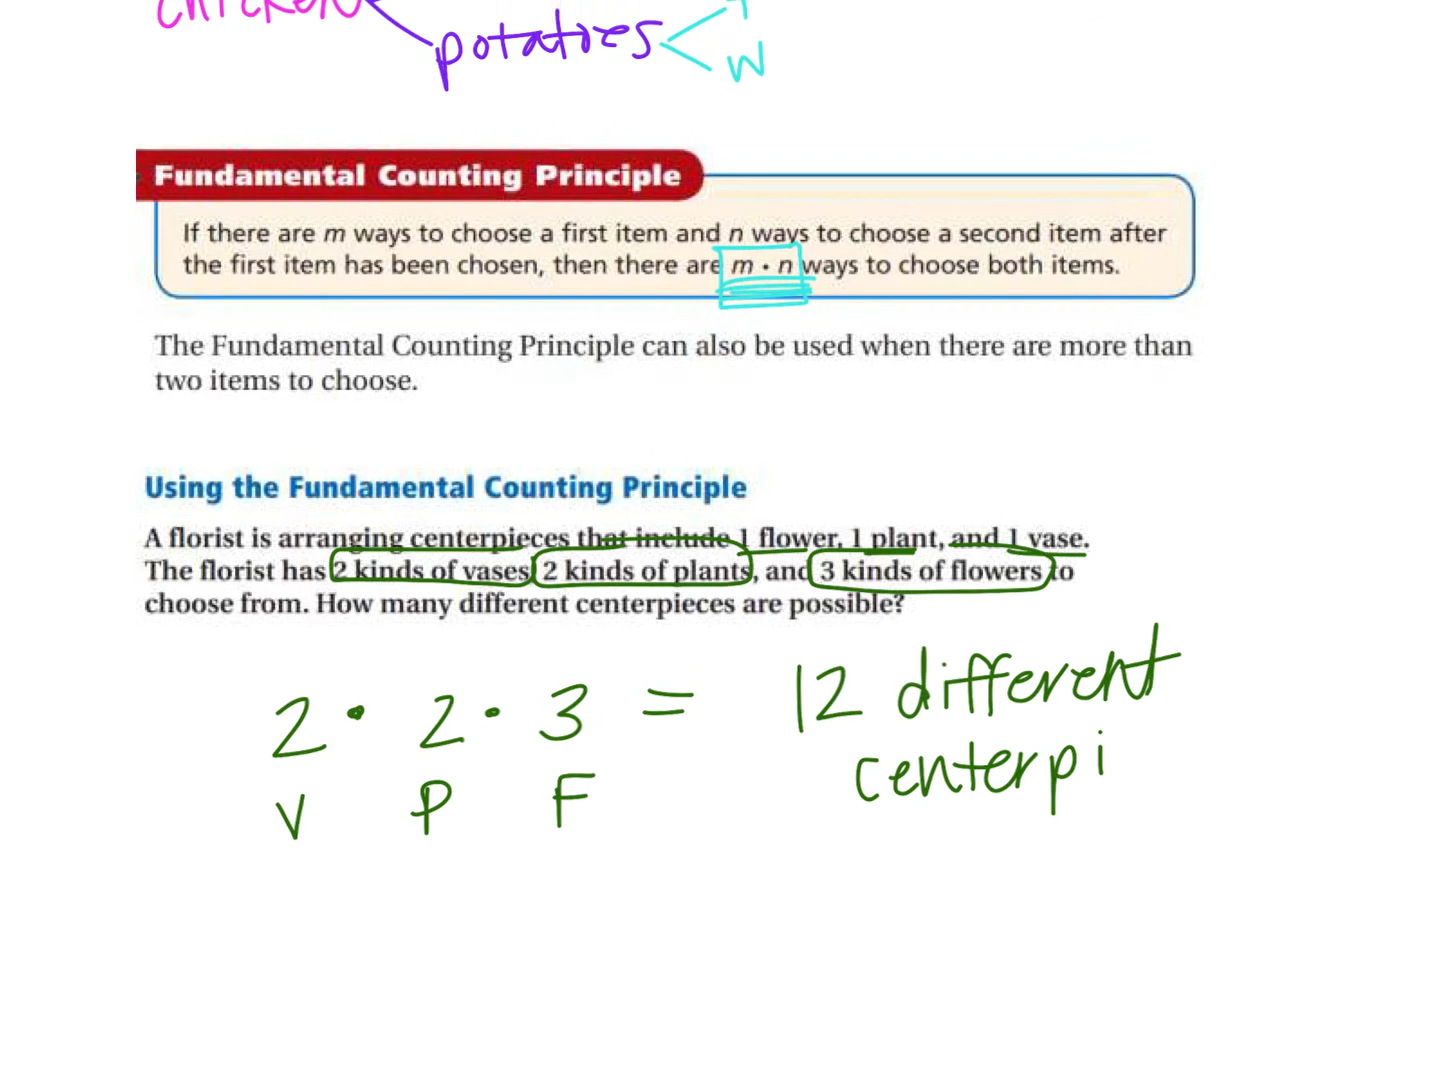 chicken
potatoes
W
Fundamental Counting Principle
If there are m ways to choose a first item and n ways to choose a second item after
the first item has been chosen, then there are m · n ways to choose both items.
The Fundamental Counting Principle can also be used when there are more than
two items to choose.
Using the Fundamental Counting Principle
A florist is arranging centerpieces that include 1 flower, 1 plant, and 1 vase.
The florist has 2 kinds of vases, 2 kinds of plants, and 3 kinds of flowers to
choose from. How many different centerpieces are possible?
2 · 2 · 3 = 12 different
V P F centerpi